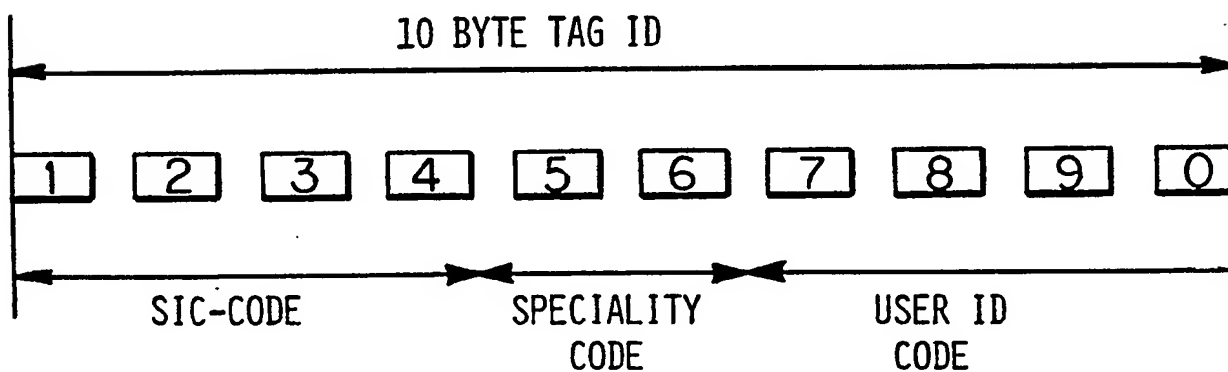 10 BYTE TAG ID
1 2 3 4 5 6 7 8 9 0
SIC-CODE SPECIALITY USER ID
CODE CODE